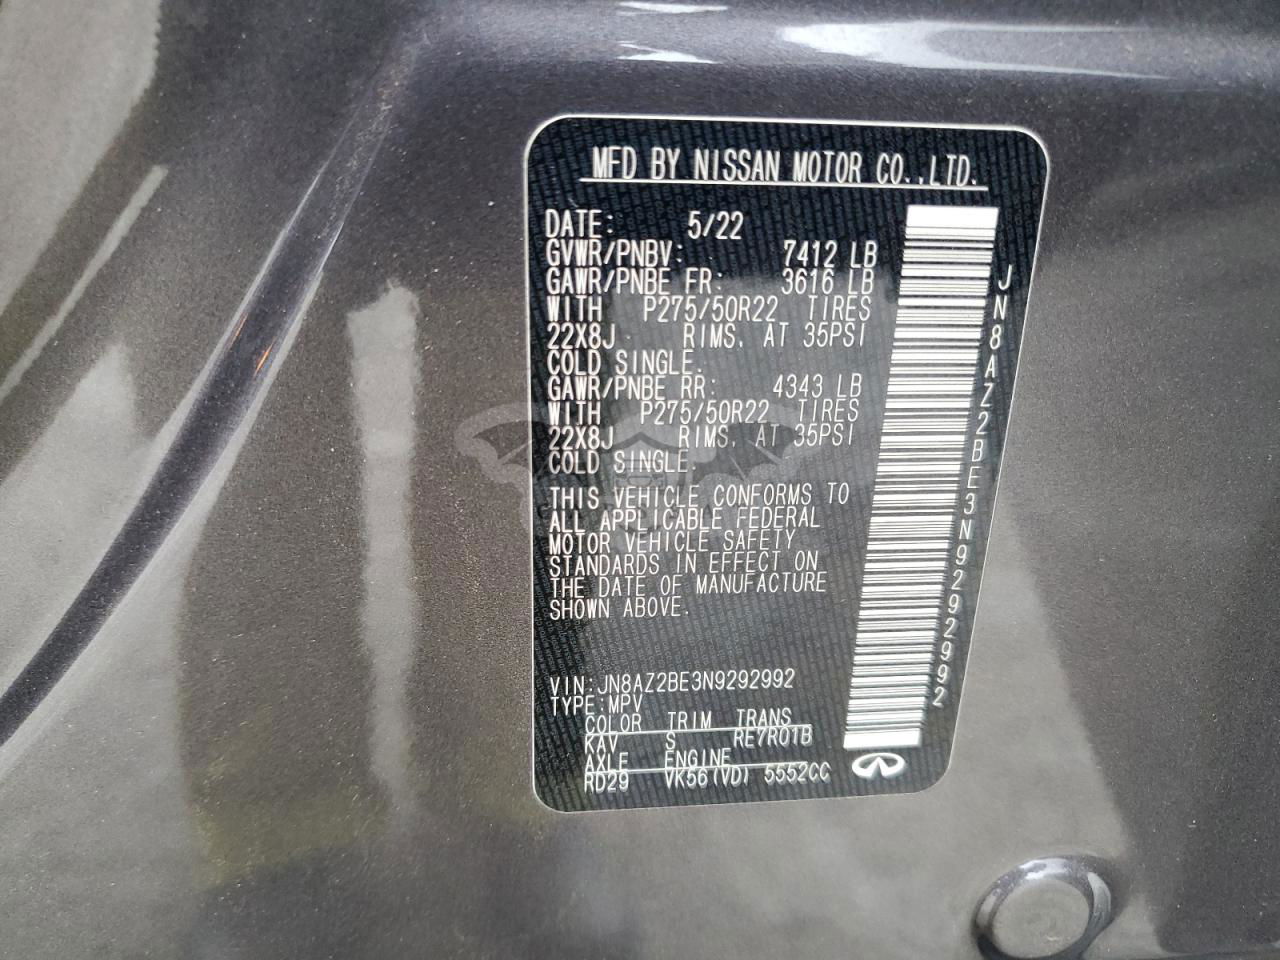 MFD BY NISSAN MOTOR CO.,LTD.
DATE: 5/22
GVWR/PNBV: 7412 LB
GAWR/PNBE FR: 3616 LB
WITH P275/50R22 TIRES
22X8J RIMS, AT 35PSI
COLD SINGLE.
GAWR/PNBE RR: 4343 LB
WITH P275/50R22 TIRES
22X8J RIMS, AT 35PSI
COLD SINGLE.
THIS VEHICLE CONFORMS TO
ALL APPLICABLE FEDERAL
MOTOR VEHICLE SAFETY
STANDARDS IN EFFECT ON
THE DATE OF MANUFACTURE
SHOWN ABOVE.
VIN:JN8AZ2BE3N9292992
TYPE:MPV
COLOR TRIM TRANS
KAV S RE7R01B
AXLE ENGINE
RD29 VK56(VD) 5552CC
JN8AZ2BE3N9292992